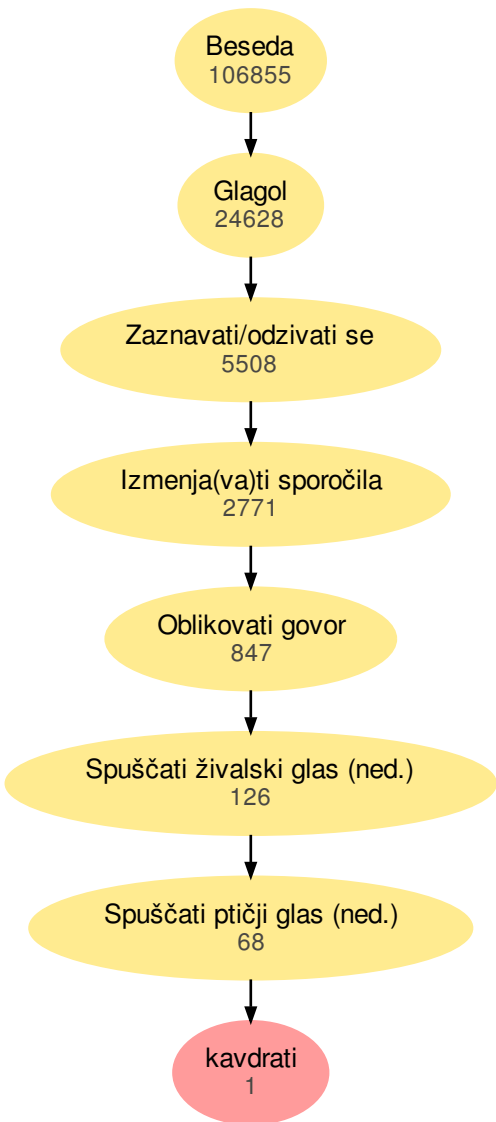 Beseda
106855
Glagol
24628
Zaznavati/odzivati se
5508
Izmenja(va)ti sporočila
2771
Oblikovati govor
847
Spuščati živalski glas (ned.)
126
Spuščati ptičji glas (ned.)
68
kavdrati
1